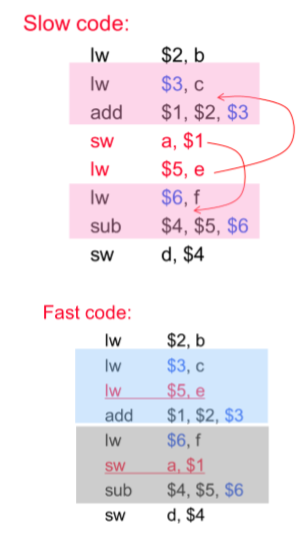 Slow code:
lw $2, b
lw $3, c
add $1, $2, $3
sw a, $1
lw $5, e
lw $6, f
sub $4, $5, $6
sw d, $4
Fast code:
lw $2, b
lw $3, c
lw $5, e
add $1, $2, $3
lw $6, f
sw a, $1
sub $4, $5, $6
sw d, $4